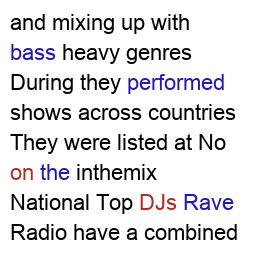 and mixing up with
bass heavy genres
During they performed
shows across countries
They were listed at No
on the inthemix
National Top DJs Rave
Radio have a combined